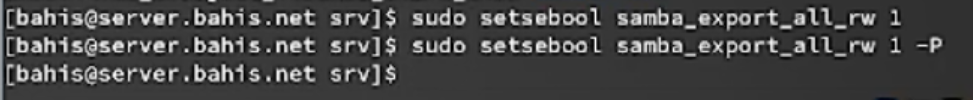 [bahis@server.bahis.net srv]$ sudo setsebool samba_export_all_rw 1
[bahis@server.bahis.net srv]$ sudo setsebool samba_export_all_rw 1 -P
[bahis@server.bahis.net srv]$